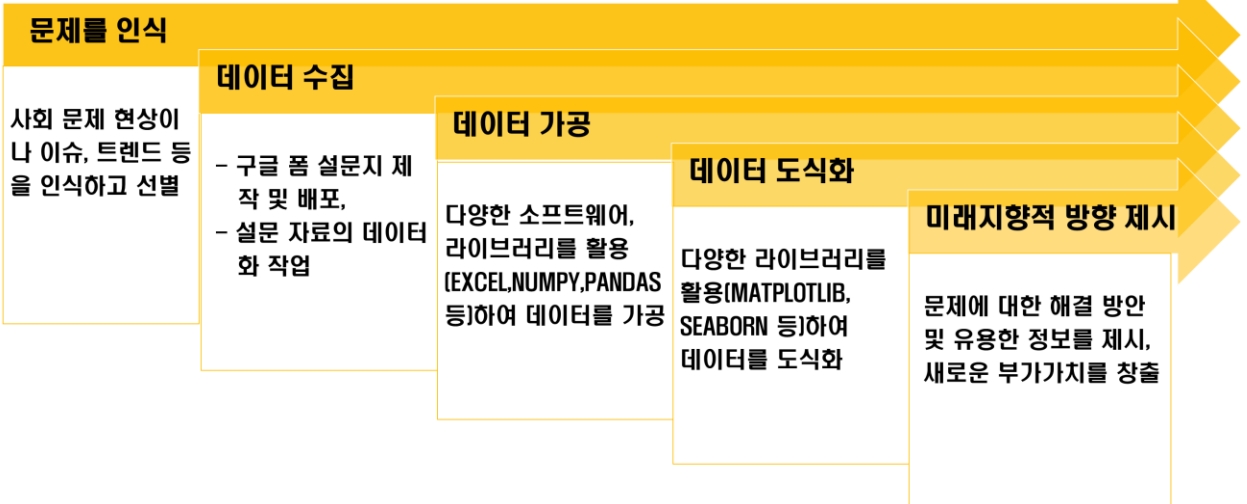 문제를 인식
사회 문제 현상이
나 이슈, 트렌드 등
을 인식하고 선별
데이터 수집
- 구글 폼 설문지 제
작 및 배포,
- 설문 자료의 데이터
화 작업
데이터 가공
다양한 소프트웨어,
라이브러리를 활용
(EXCEL,NUMPY,PANDAS
등)하여 데이터를 가공
데이터 도식화
다양한 라이브러리를
활용(MATPLOTLIB,
SEABORN 등)하여
데이터를 도식화
미래지향적 방향 제시
문제에 대한 해결 방안
및 유용한 정보를 제시,
새로운 부가가치를 창출